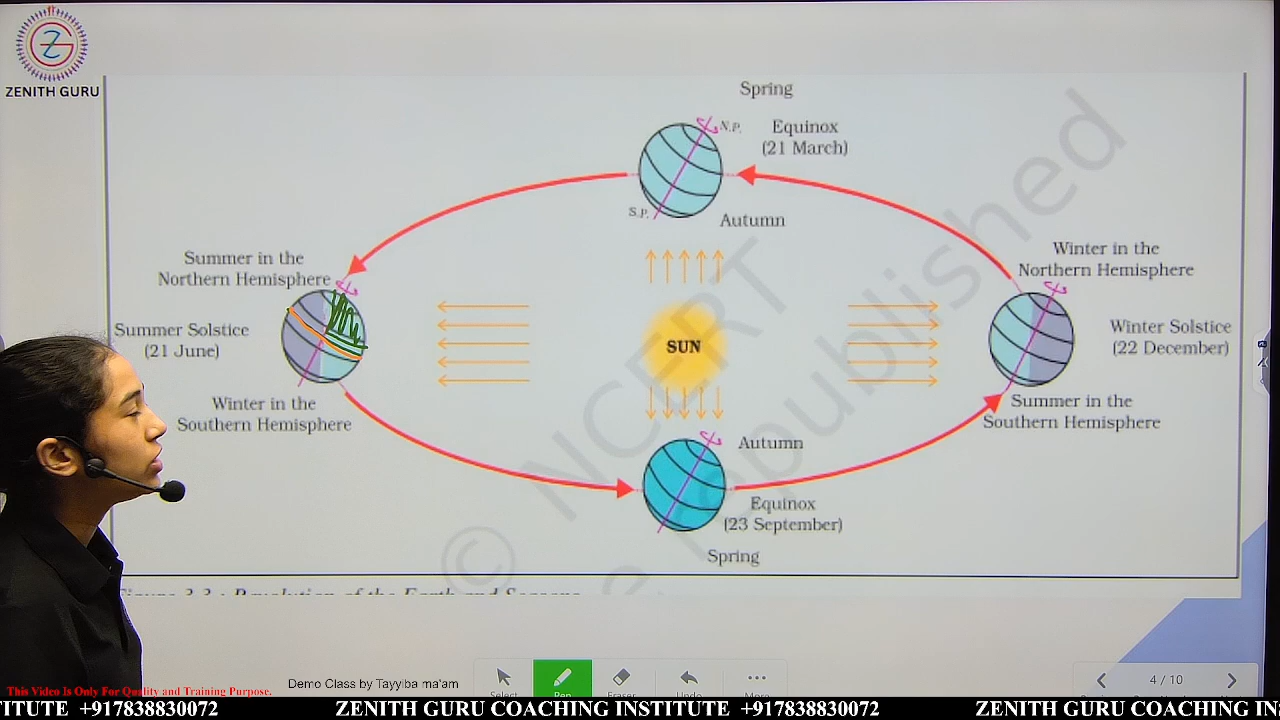 ZENITH GURU
Spring
N.P.
Equinox
(21 March)
S.P.
Autumn
Summer in the
Northern Hemisphere
Winter in the
Northern Hemisphere
Summer Solstice
(21 June)
SUN
Winter Solstice
(22 December)
Winter in the
Southern Hemisphere
Summer in the
Southern Hemisphere
Autumn
Equinox
(23 September)
Spring
© NCERT
be republished
Figure 3.3 : Revolution of the Earth and Seasons
Select
Pen
Eraser
Undo
More
4 / 10
Demo Class by Tayyiba ma'am
This Video Is Only For Quality and Training Purpose.
TITUTE +917838830072 ZENITH GURU COACHING INSTITUTE +917838830072 ZENITH GURU COACHING INS